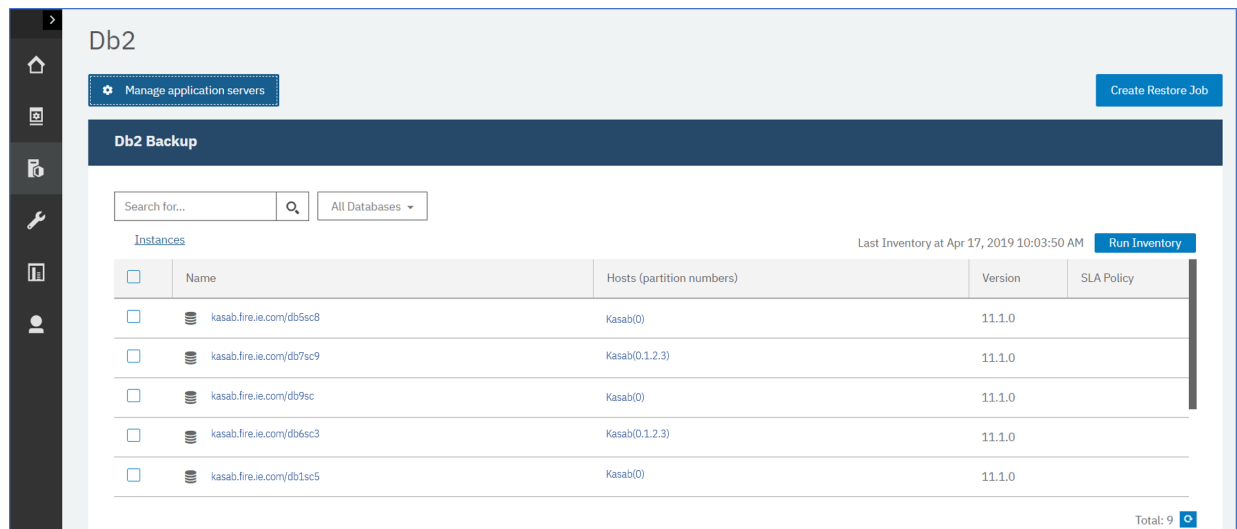 Db2
Manage application servers
Create Restore Job
Db2 Backup
Search for...
All Databases
Instances
Last Inventory at Apr 17, 2019 10:03:50 AM Run Inventory
Name Hosts (partition numbers) Version SLA Policy
kasab.fire.ie.com/db5sc8 Kasab(0) 11.1.0
kasab.fire.ie.com/db7sc9 Kasab(0.1.2.3) 11.1.0
kasab.fire.ie.com/db9sc Kasab(0) 11.1.0
kasab.fire.ie.com/db6sc3 Kasab(0.1.2.3) 11.1.0
kasab.fire.ie.com/db1sc5 Kasab(0) 11.1.0
Total: 9